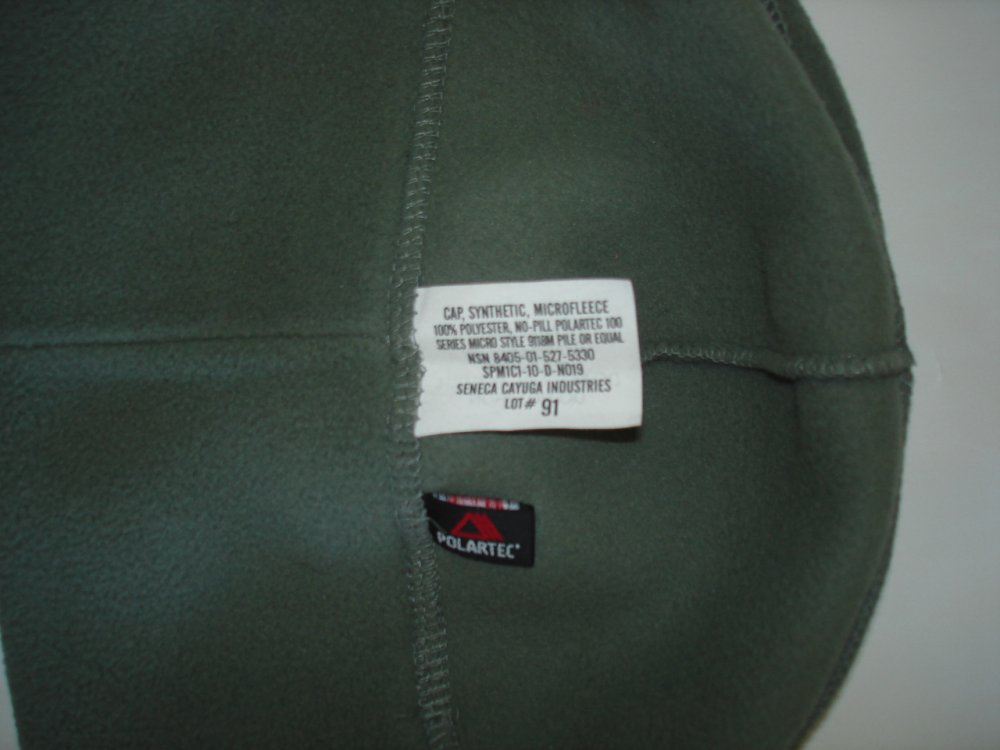 CAP, SYNTHETIC, MICROFLEECE
100% POLYESTER, NO-PILL POLARTEC 100
SERIES MICRO STYLE 9118M PILE OR EQUAL
NSN 8405-01-527-5330
SPM1C1-10-D-N019
SENECA CAYUGA INDUSTRIES
LOT# 91
POLARTEC®